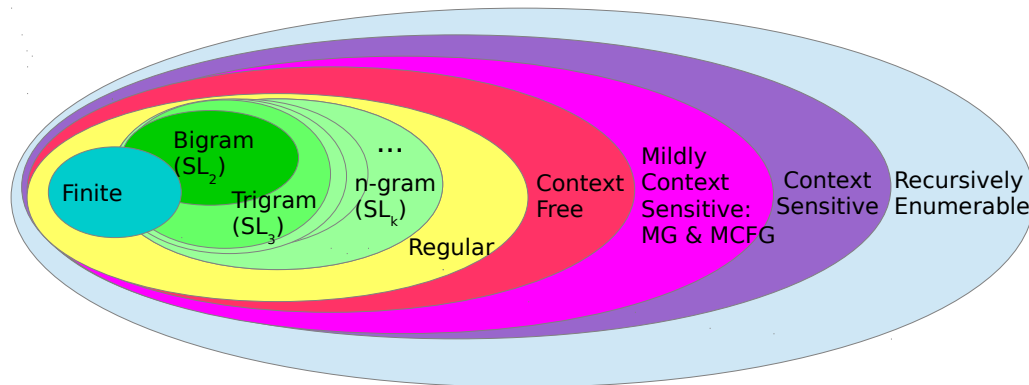 Finite
Bigram
(SL2)
Trigram
(SL3)
...
n-gram
(SLk)
Regular
Context
Free
Mildly
Context
Sensitive:
MG & MCFG
Context
Sensitive
Recursively
Enumerable